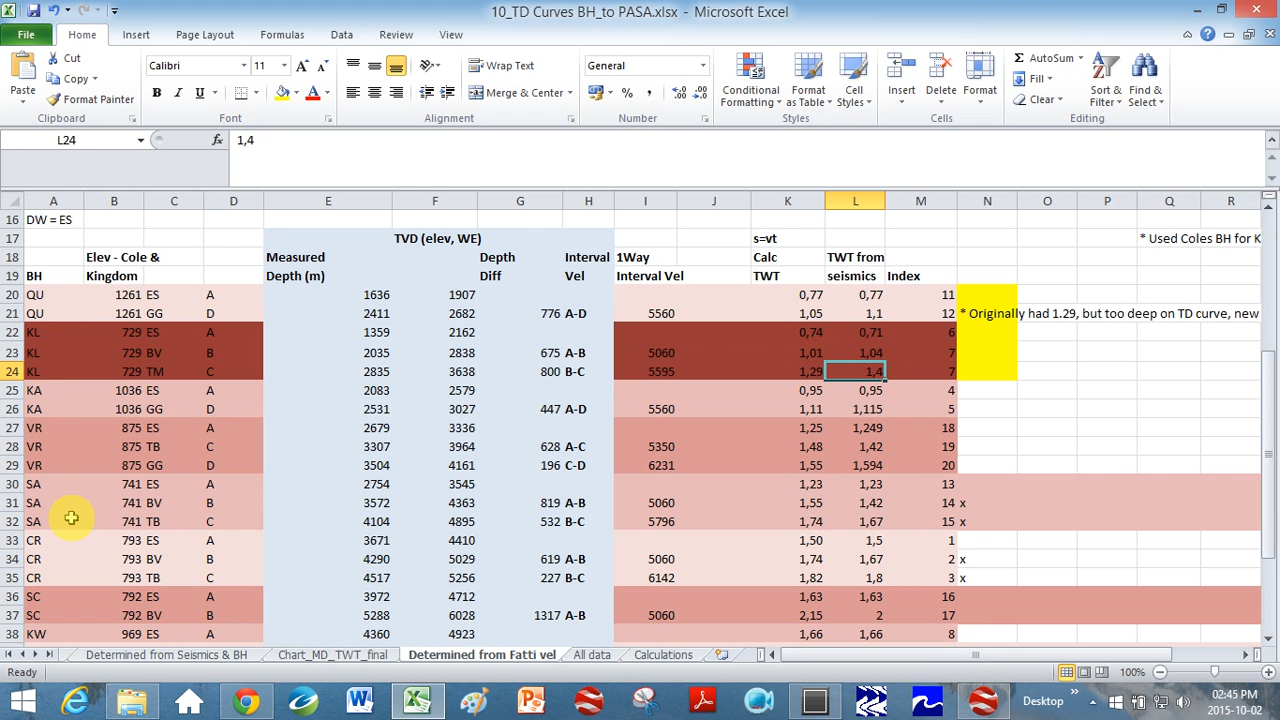 10_TD Curves BH_to PASA.xlsx - Microsoft Excel
File Home Insert Page Layout Formulas Data Review View
Paste Cut Copy Format Painter Clipboard
Calibri 11 B I U Font
Wrap Text Merge & Center Alignment
General % , Number
Conditional Formatting Format as Table Cell Styles Styles
Insert Delete Format Cells
AutoSum Fill Clear Sort & Filter Find & Select Editing
L24 fx 1,4
A B C D E F G H I J K L M N O P Q R
16 DW = ES
17 TVD (elev, WE) s=vt * Used Coles BH for K
18 Elev - Cole & Measured Depth Interval 1Way Calc TWT from
19 BH Kingdom Depth (m) Diff Vel Interval Vel TWT seismics Index
20 QU 1261 ES A 1636 1907 0,77 0,77 11
21 QU 1261 GG D 2411 2682 776 A-D 5560 1,05 1,1 12 * Originally had 1.29, but too deep on TD curve, new
22 KL 729 ES A 1359 2162 0,74 0,71 6
23 KL 729 BV B 2035 2838 675 A-B 5060 1,01 1,04 7
24 KL 729 TM C 2835 3638 800 B-C 5595 1,29 1,4 7
25 KA 1036 ES A 2083 2579 0,95 0,95 4
26 KA 1036 GG D 2531 3027 447 A-D 5560 1,11 1,115 5
27 VR 875 ES A 2679 3336 1,25 1,249 18
28 VR 875 TB C 3307 3964 628 A-C 5350 1,48 1,42 19
29 VR 875 GG D 3504 4161 196 C-D 6231 1,55 1,594 20
30 SA 741 ES A 2754 3545 1,23 1,23 13
31 SA 741 BV B 3572 4363 819 A-B 5060 1,55 1,42 14 x
32 SA 741 TB C 4104 4895 532 B-C 5796 1,74 1,67 15 x
33 CR 793 ES A 3671 4410 1,50 1,5 1
34 CR 793 BV B 4290 5029 619 A-B 5060 1,74 1,67 2 x
35 CR 793 TB C 4517 5256 227 B-C 6142 1,82 1,8 3 x
36 SC 792 ES A 3972 4712 1,63 1,63 16
37 SC 792 BV B 5288 6028 1317 A-B 5060 2,15 2 17
38 KW 969 ES A 4360 4923 1,66 1,66 8
Determined from Seismics & BH Chart_MD_TWT_final Determined from Fatti vel All data Calculations
Ready 100%
Desktop 02:45 PM
2015-10-02